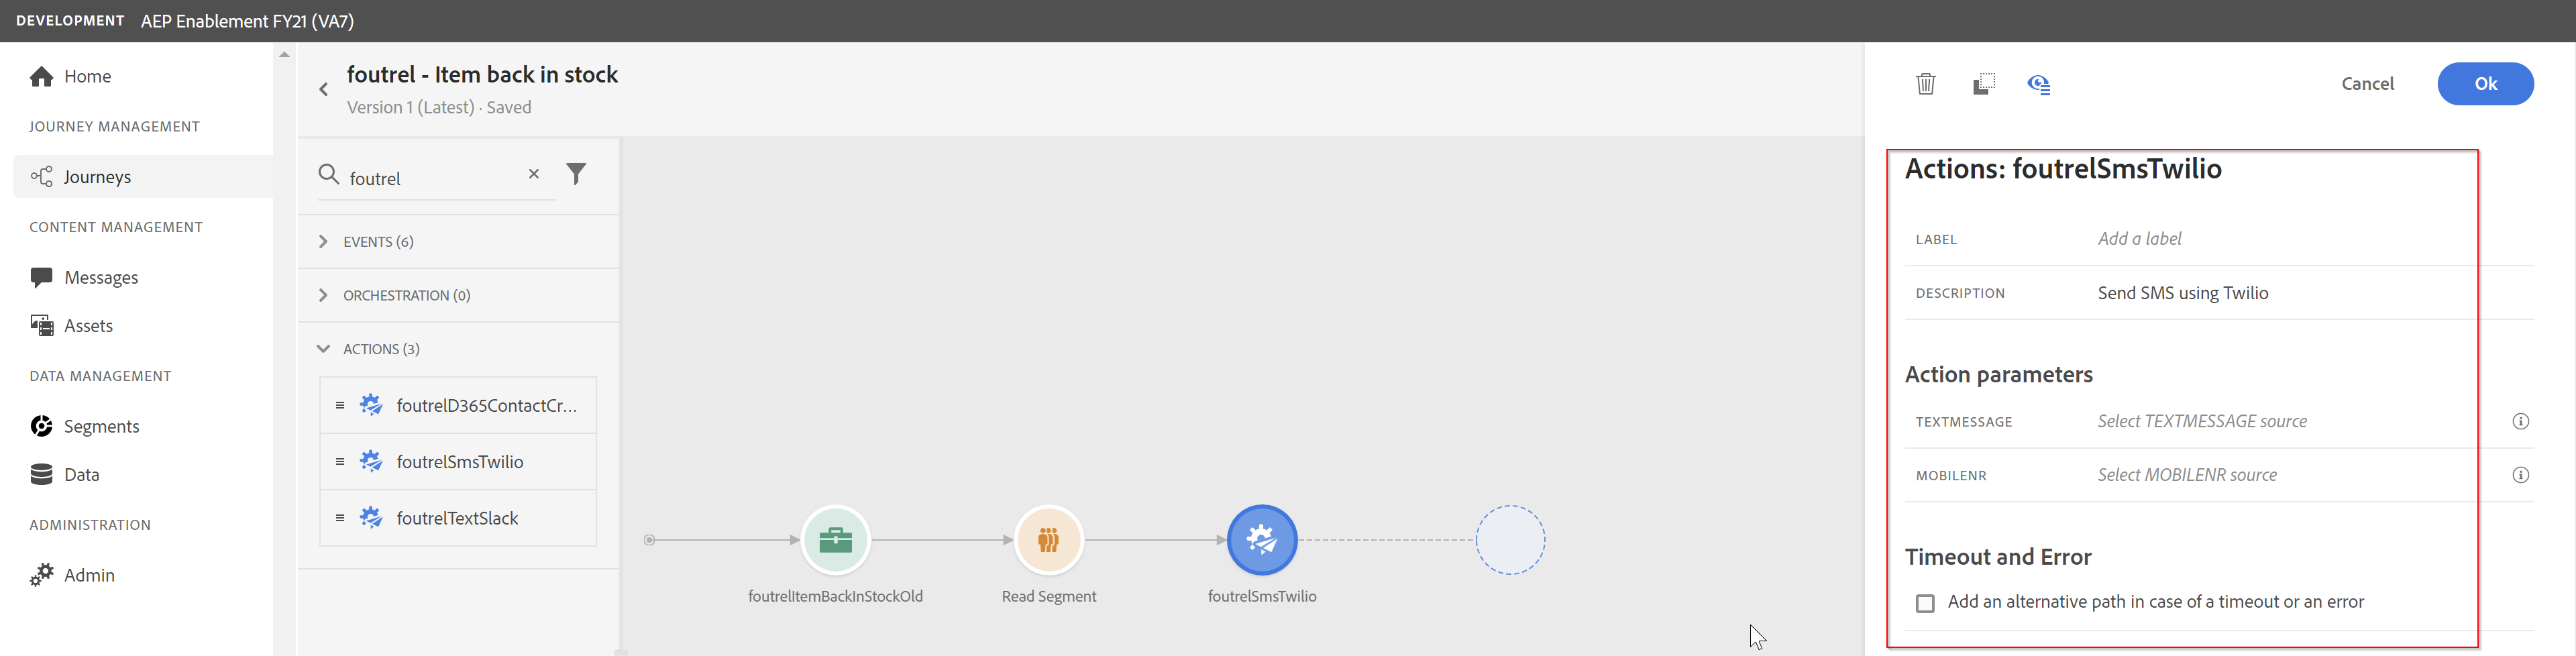 DEVELOPMENT AEP Enablement FY21 (VA7)
Home
JOURNEY MANAGEMENT
Journeys
CONTENT MANAGEMENT
Messages
Assets
DATA MANAGEMENT
Segments
Data
ADMINISTRATION
Admin
foutrel - Item back in stock
Version 1 (Latest) · Saved
foutrel
EVENTS (6)
ORCHESTRATION (0)
ACTIONS (3)
foutrelD365ContactCr...
foutrelSmsTwilio
foutrelTextSlack
foutrelItemBackInStockOld
Read Segment
foutrelSmsTwilio
Cancel
Ok
Actions: foutrelSmsTwilio
LABEL Add a label
DESCRIPTION Send SMS using Twilio
Action parameters
TEXTMESSAGE Select TEXTMESSAGE source
MOBILENR Select MOBILENR source
Timeout and Error
Add an alternative path in case of a timeout or an error